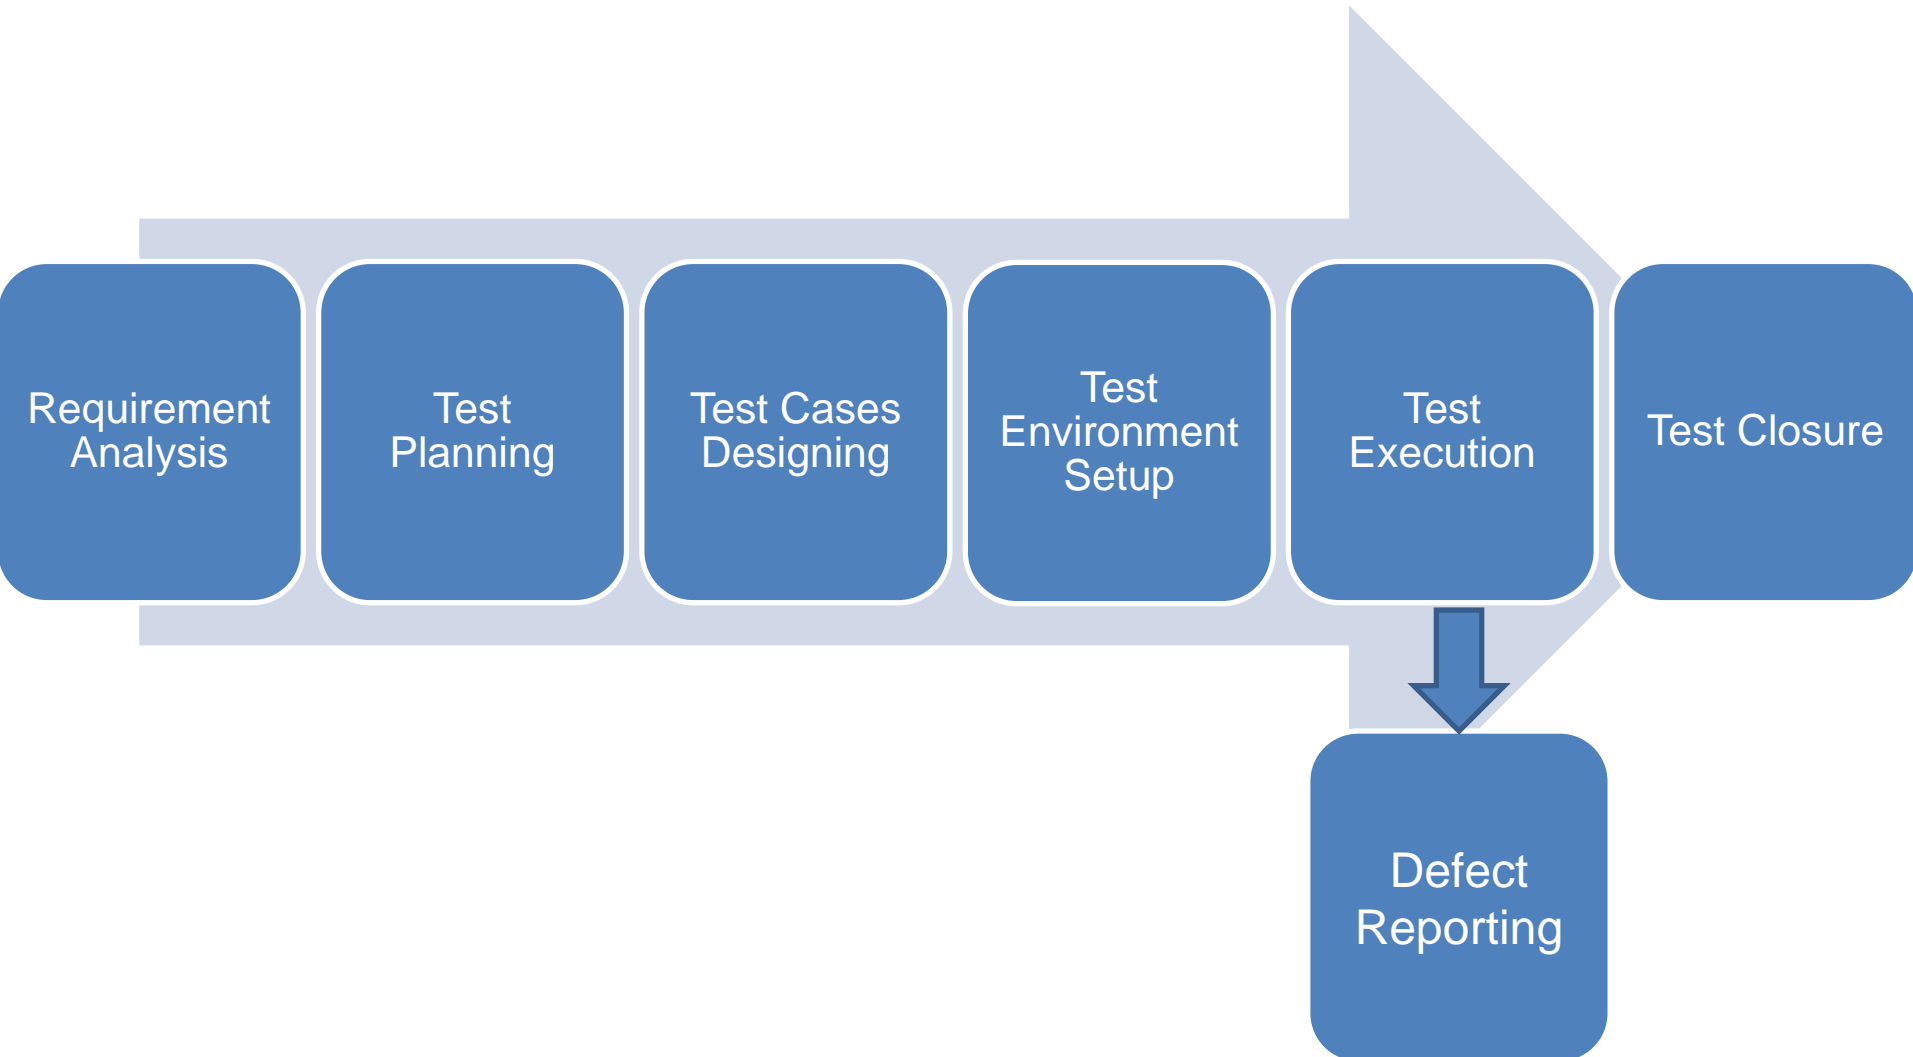 Requirement
Analysis
Test
Planning
Test Cases
Designing
Test
Environment
Setup
Test
Execution
Test Closure
Defect
Reporting